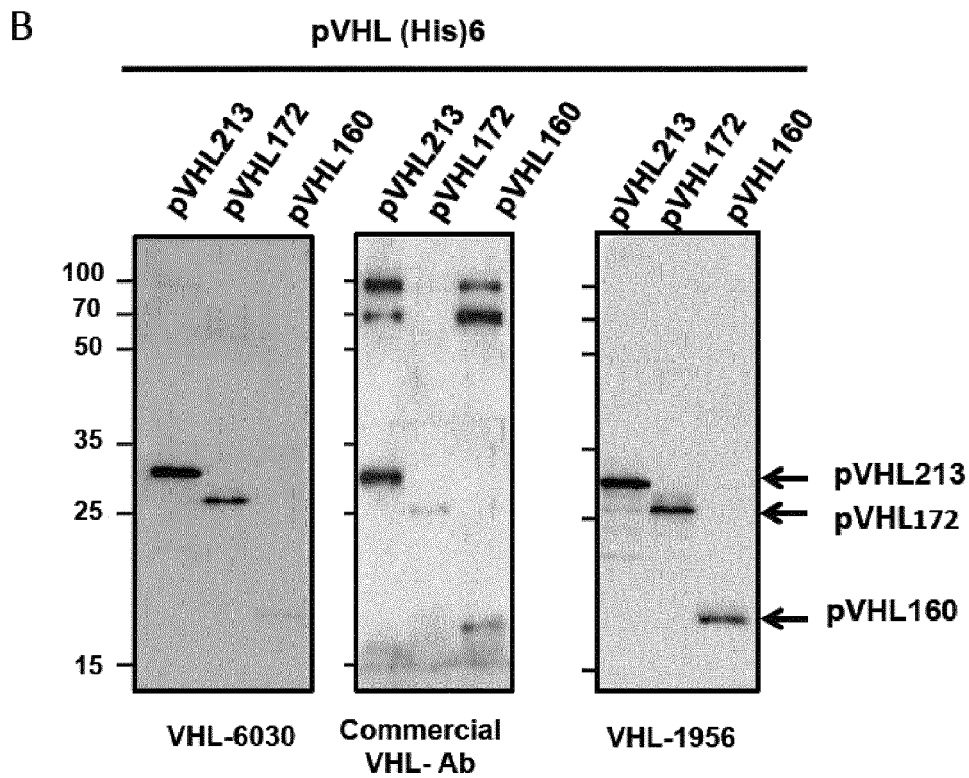 B
pVHL (His)6
pVHL213 pVHL172 pVHL160
pVHL213 pVHL172 pVHL160
pVHL213 pVHL172 pVHL160
100
70
50
35
25
15
pVHL213
pVHL172
pVHL160
VHL-6030
Commercial
VHL- Ab
VHL-1956